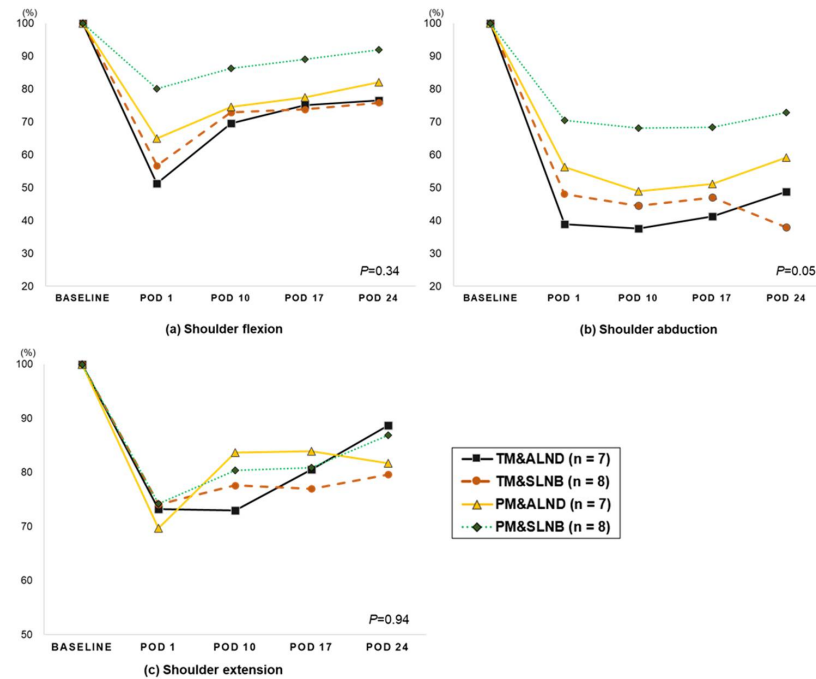 (%)
100
90
80
70
60
50
40
30
20
P=0.34
BASELINE POD 1 POD 10 POD 17 POD 24
(a) Shoulder flexion
(%)
100
90
80
70
60
50
40
30
20
P=0.05
BASELINE POD 1 POD 10 POD 17 POD 24
(b) Shoulder abduction
(%)
100
90
80
70
60
50
P=0.94
BASELINE POD 1 POD 10 POD 17 POD 24
(c) Shoulder extension
TM&ALND (n = 7)
TM&SLNB (n = 8)
PM&ALND (n = 7)
PM&SLNB (n = 8)